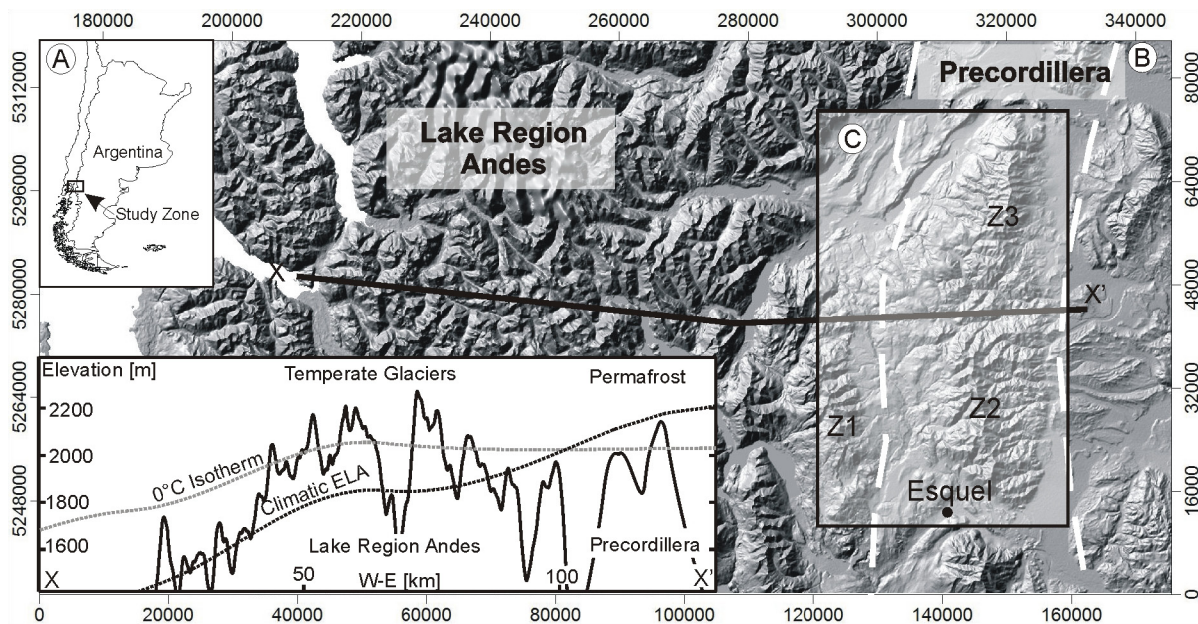 180000 200000 220000 240000 260000 280000 300000 320000 340000
A
Argentina
Study Zone
B
Precordillera
C
Lake Region
Andes
Z3
X
X'
Z1
Z2
Esquel
5312000
5296000
5280000
5264000
5248000
80000
64000
48000
32000
16000
0
Elevation [m]
Temperate Glaciers
Permafrost
2200
2000
1800
1600
0°C Isotherm
Climatic ELA
Lake Region Andes
Precordillera
X
50
W-E [km]
100
X'
0 20000 40000 60000 80000 100000 120000 140000 160000